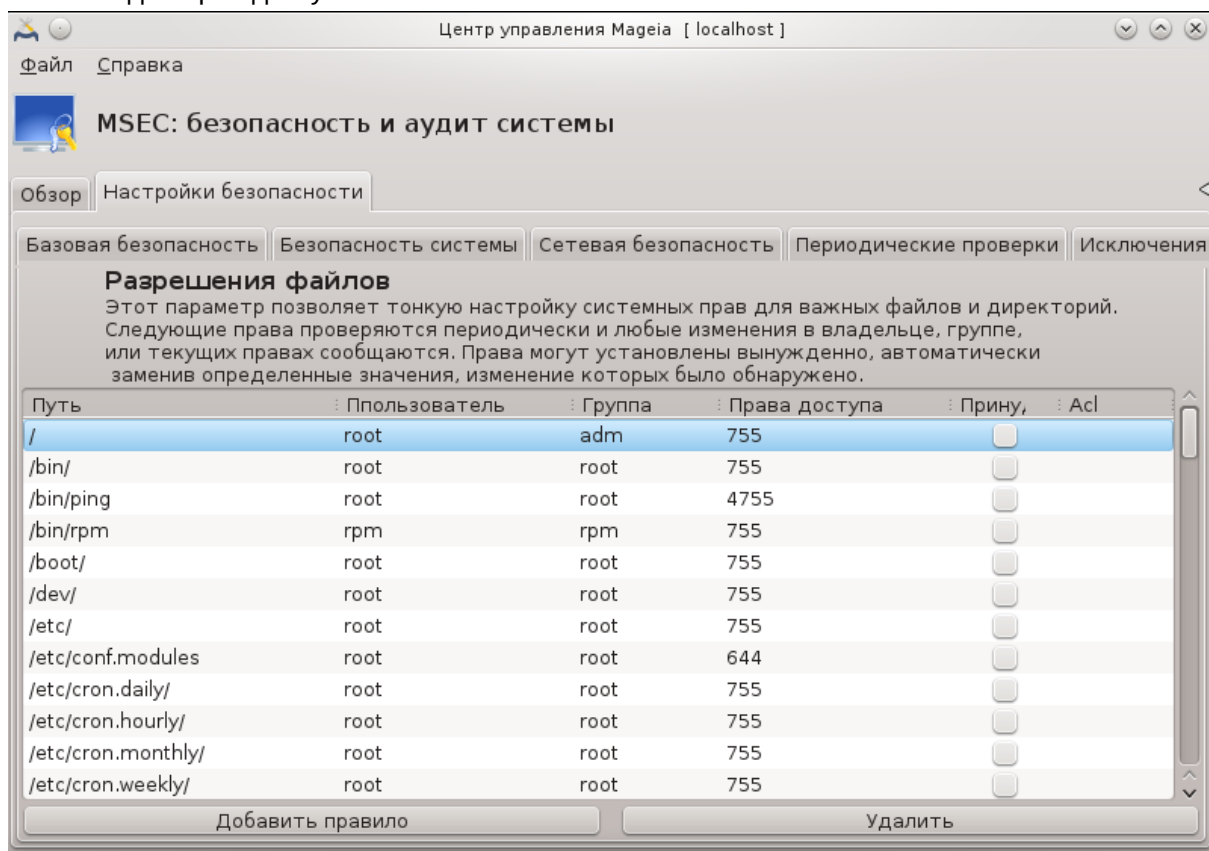 Центр управления Mageia [ localhost ]
Файл Справка
MSEC: безопасность и аудит системы
Обзор Настройки безопасности
Базовая безопасность Безопасность системы Сетевая безопасность Периодические проверки Исключения
Разрешения файлов
Этот параметр позволяет тонкую настройку системных прав для важных файлов и директорий.
Следующие права проверяются периодически и любые изменения в владельце, группе,
или текущих правах сообщаются. Права могут установлены вынужденно, автоматически
заменив определенные значения, изменение которых было обнаружено.
Путь Ппользователь Группа Права доступа Прину, Acl
/ root adm 755
/bin/ root root 755
/bin/ping root root 4755
/bin/rpm rpm rpm 755
/boot/ root root 755
/dev/ root root 755
/etc/ root root 755
/etc/conf.modules root root 644
/etc/cron.daily/ root root 755
/etc/cron.hourly/ root root 755
/etc/cron.monthly/ root root 755
/etc/cron.weekly/ root root 755
Добавить правило Удалить